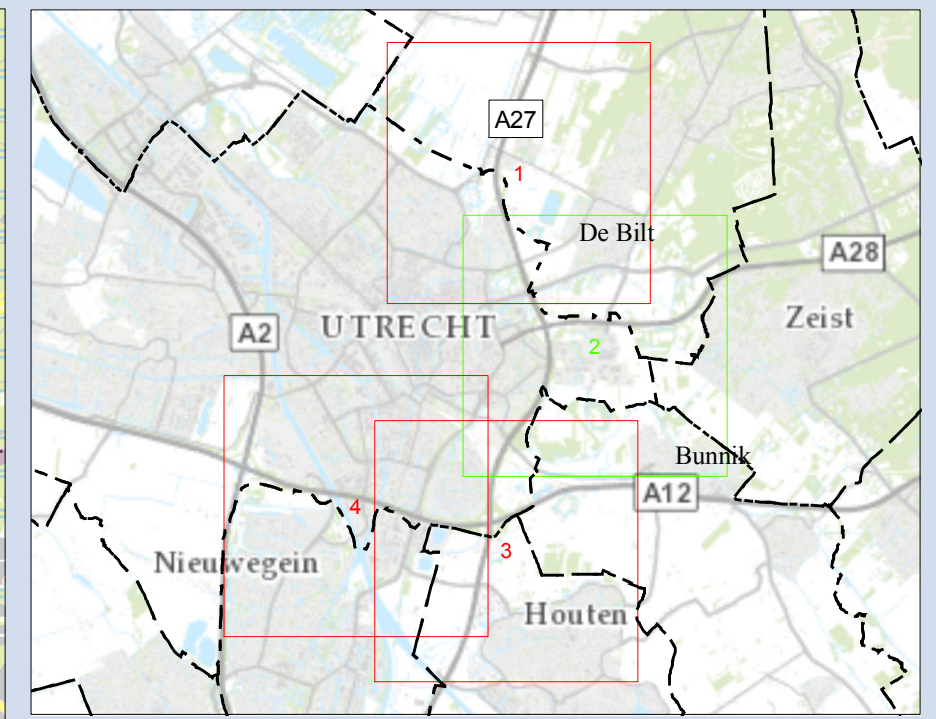 A27
1
De Bilt
A28
UTRECHT
Zeist
A2
2
Bunnik
A12
4
3
Nieuwegein
Houten